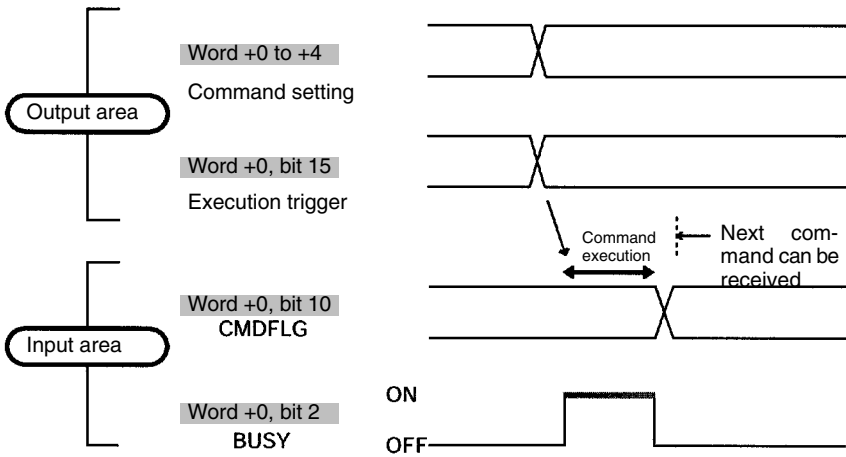 Word +0 to +4
Command setting
Output area
Word +0, bit 15
Execution trigger
Command
execution
Next com-
mand can be
received
Word +0, bit 10
CMDFLG
Input area
Word +0, bit 2
BUSY
ON
OFF